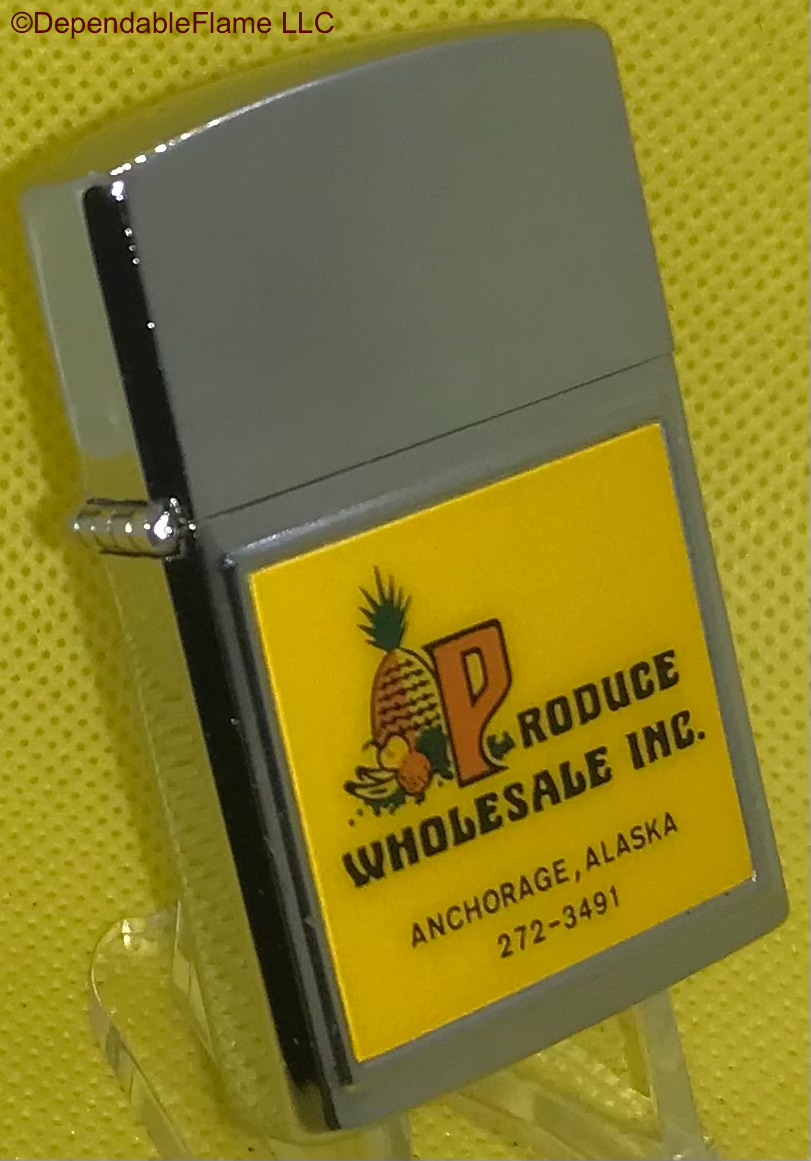 ©DependableFlame LLC
PRODUCE
WHOLESALE INC.
ANCHORAGE, ALASKA
272-3491